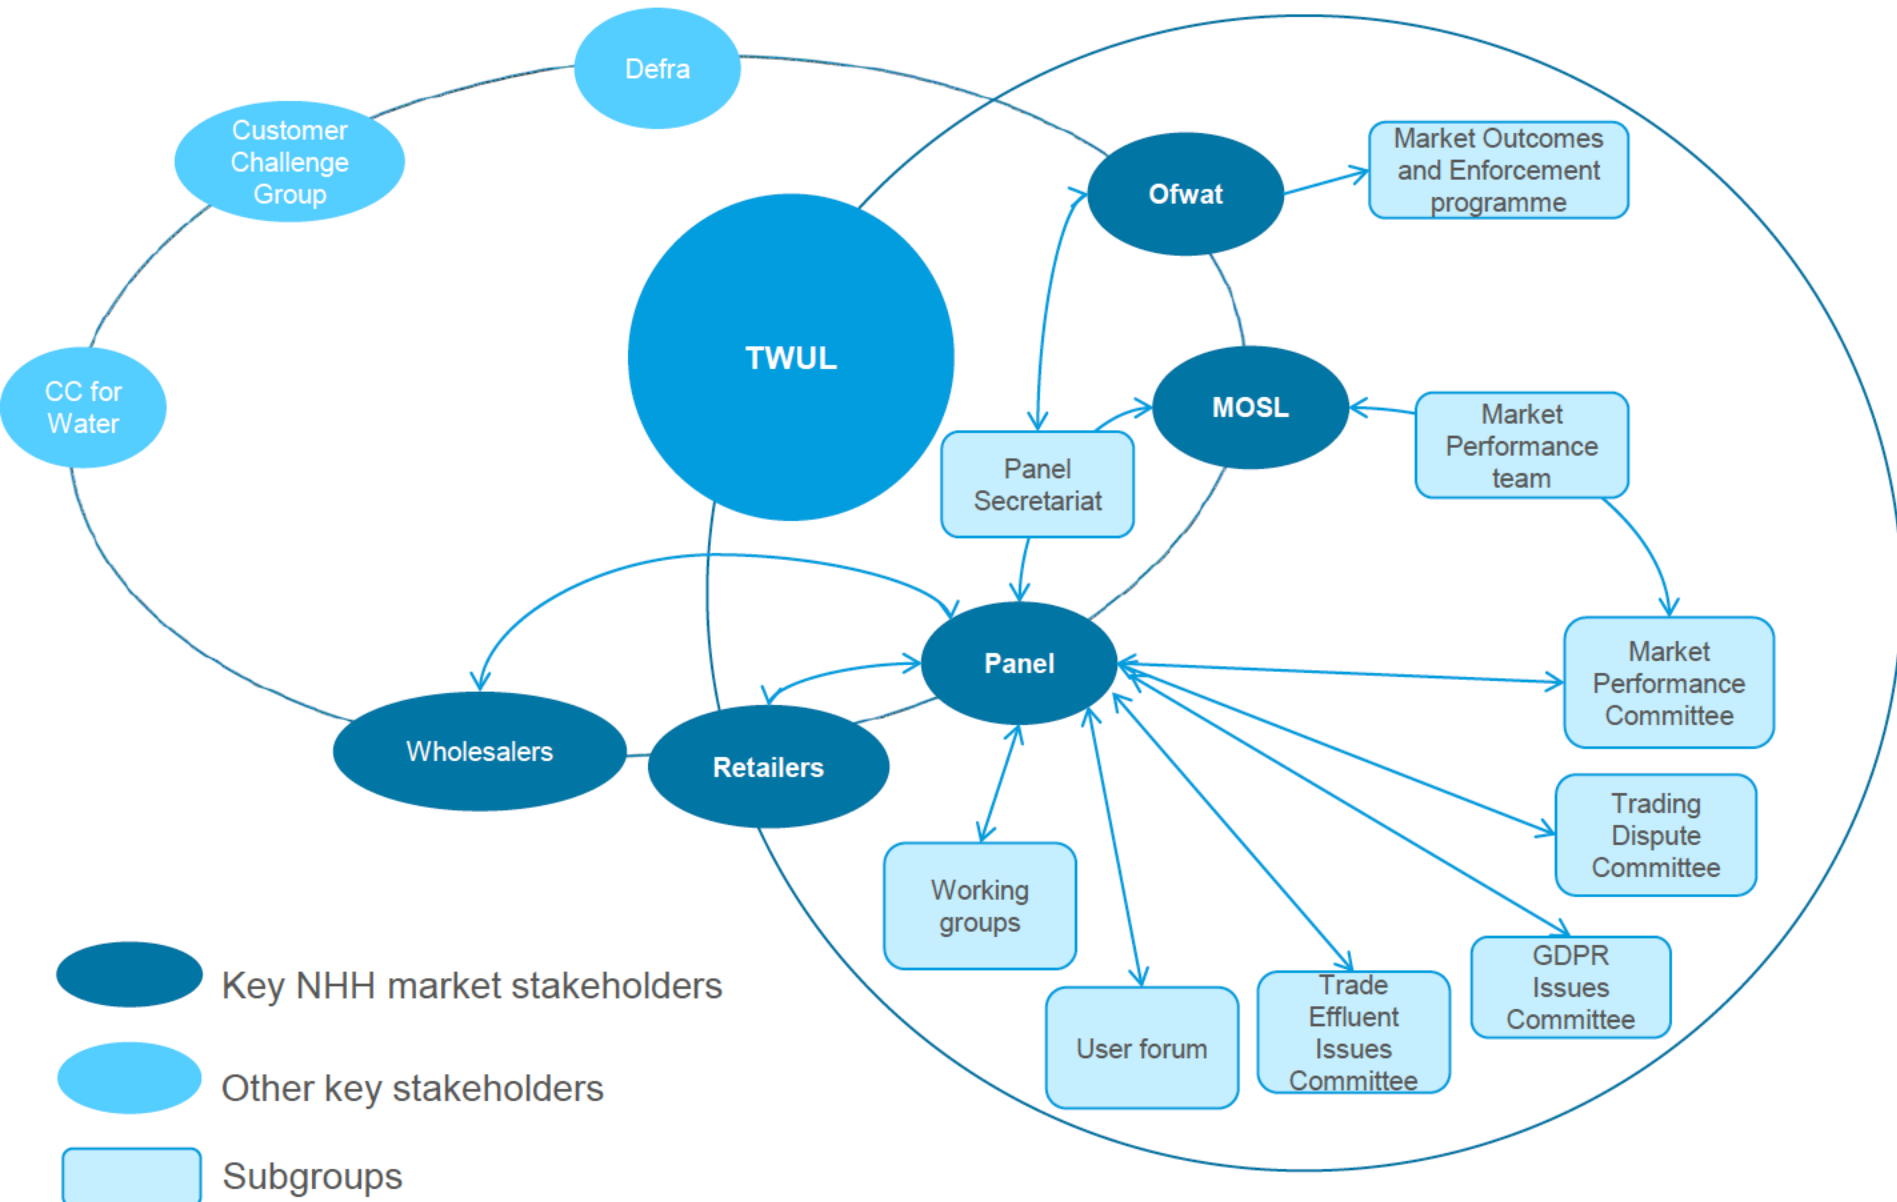 Defra
Customer
Challenge
Group
Market Outcomes
and Enforcement
programme
Ofwat
TWUL
CC for
Water
MOSL
Market
Performance
team
Panel
Secretariat
Panel
Market
Performance
Committee
Wholesalers
Retailers
Trading
Dispute
Committee
Working
groups
GDPR
Issues
Committee
User forum
Trade
Effluent
Issues
Committee
Key NHH market stakeholders
Other key stakeholders
Subgroups